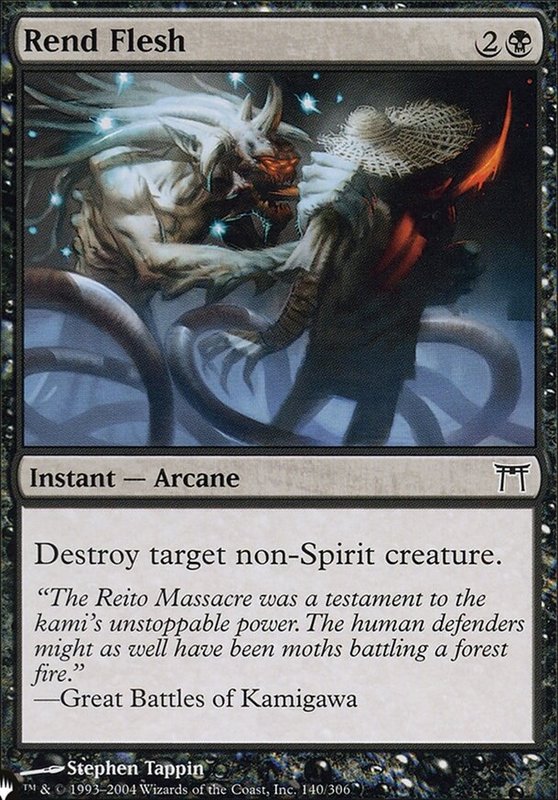 Rend Flesh 2
Instant — Arcane
Destroy target non-Spirit creature.
“The Reito Massacre was a testament to the
kami’s unstoppable power. The human defenders
might as well have been moths battling a forest
fire.”
—Great Battles of Kamigawa
Stephen Tappin
™ & © 1993–2004 Wizards of the Coast, Inc. 140/306